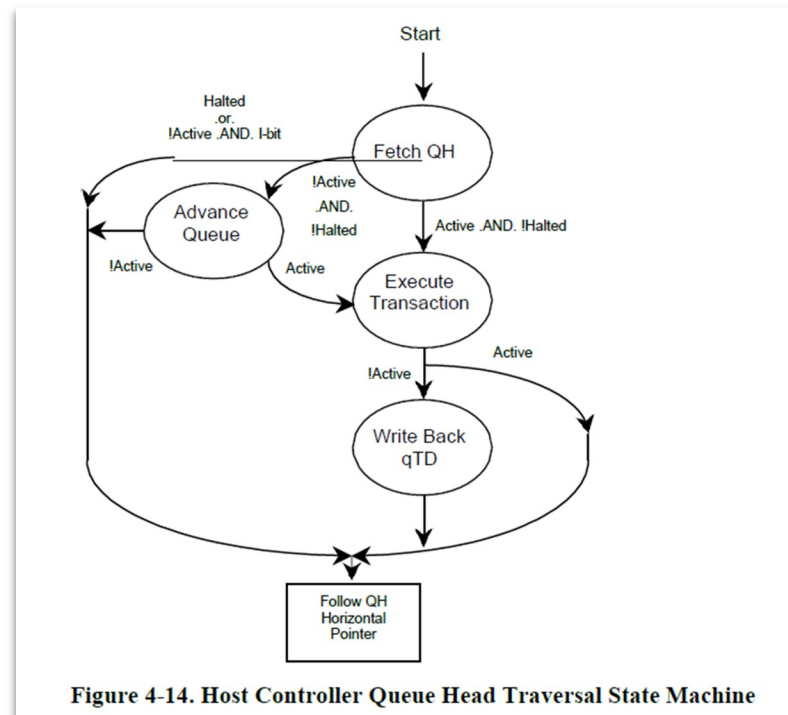 Start
Halted
.or.
!Active .AND. I-bit
Fetch QH
!Active
.AND.
!Halted
Advance
Queue
Active .AND. !Halted
!Active
Active
Execute
Transaction
!Active
Active
Write Back
qTD
Follow QH
Horizontal
Pointer
Figure 4-14. Host Controller Queue Head Traversal State Machine